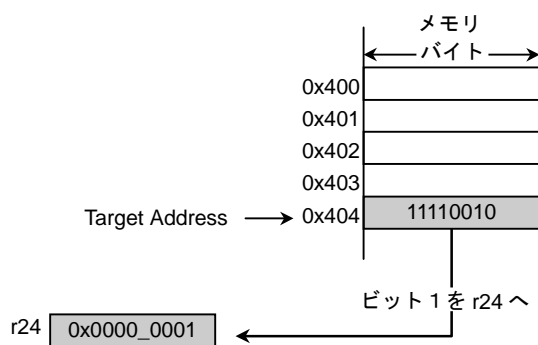 メモリ
バイト
0x400
0x401
0x402
0x403
Target Address 0x404 11110010
ビット 1 を r24 へ
r24 0x0000_0001